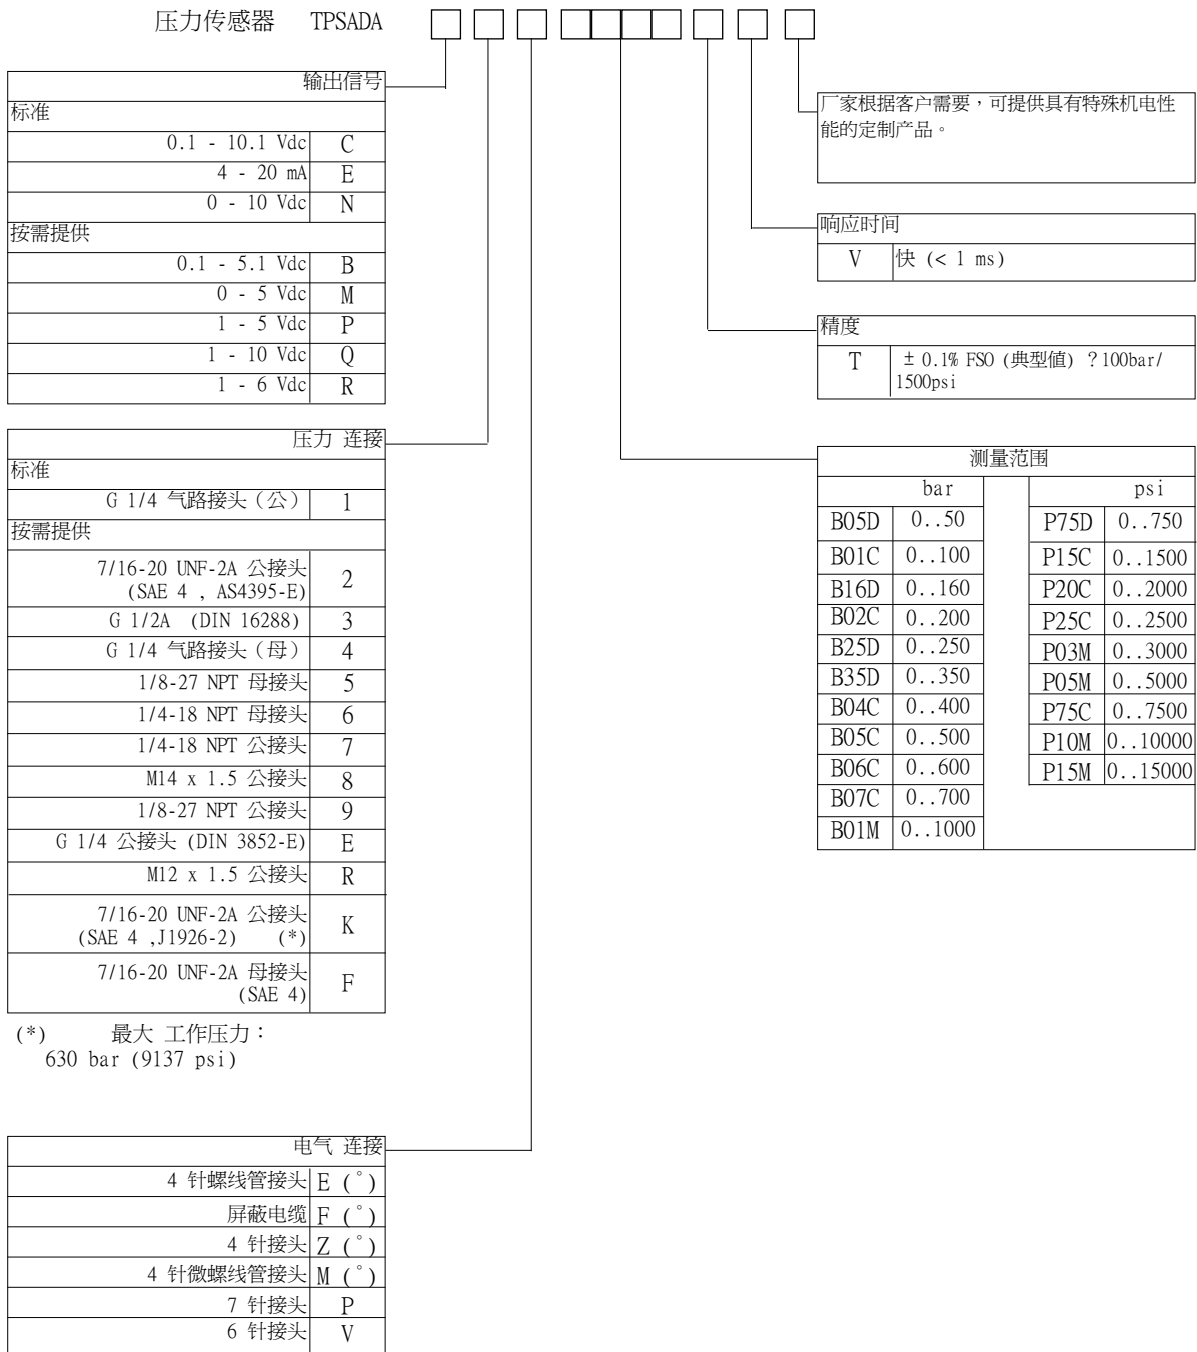 压力传感器 TPSADA
输出信号
标准
0.1 - 10.1 Vdc C
4 - 20 mA E
0 - 10 Vdc N
按需提供
0.1 - 5.1 Vdc B
0 - 5 Vdc M
1 - 5 Vdc P
1 - 10 Vdc Q
1 - 6 Vdc R
压力 连接
标准
G 1/4 气路接头（公） 1
按需提供
7/16-20 UNF-2A 公接头
(SAE 4 , AS4395-E) 2
G 1/2A (DIN 16288) 3
G 1/4 气路接头（母） 4
1/8-27 NPT 母接头 5
1/4-18 NPT 母接头 6
1/4-18 NPT 公接头 7
M14 x 1.5 公接头 8
1/8-27 NPT 公接头 9
G 1/4 公接头 (DIN 3852-E) E
M12 x 1.5 公接头 R
7/16-20 UNF-2A 公接头
(SAE 4 ,J1926-2) (*) K
7/16-20 UNF-2A 母接头
(SAE 4) F
(*) 最大 工作压力：
630 bar (9137 psi)
电气 连接
4 针螺线管接头 E (°)
屏蔽电缆 F (°)
4 针接头 Z (°)
4 针微螺线管接头 M (°)
7 针接头 P
6 针接头 V
厂家根据客户需要，可提供具有特殊机电性
能的定制产品。
响应时间
V 快 (< 1 ms)
精度
T ± 0.1% FSO (典型值) ?100bar/
1500psi
测量范围
bar psi
B05D 0..50 P75D 0..750
B01C 0..100 P15C 0..1500
B16D 0..160 P20C 0..2000
B02C 0..200 P25C 0..2500
B25D 0..250 P03M 0..3000
B35D 0..350 P05M 0..5000
B04C 0..400 P75C 0..7500
B05C 0..500 P10M 0..10000
B06C 0..600 P15M 0..15000
B07C 0..700
B01M 0..1000